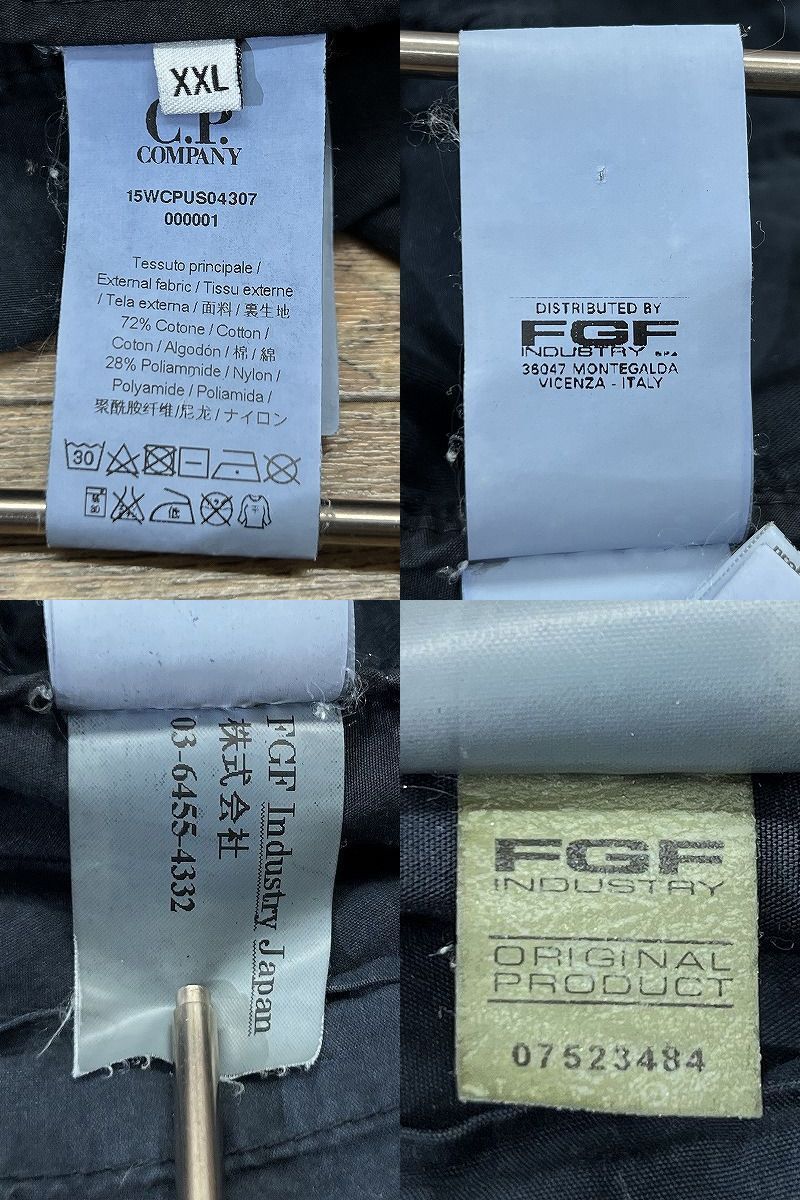 XXL
C.P.
COMPANY
15WCPUS04307
000001
Tessuto principale /
External fabric / Tissu externe
/ Tela externa / 面料 / 裏生地
72% Cotone / Cotton /
Coton / Algodón / 棉 / 綿
28% Poliammide / Nylon /
Polyamide / Poliamida /
聚酰胺纤维/尼龙 / ナイロン
30
DISTRIBUTED BY
FGF
INDUSTRY S.P.A.
36047 MONTEGALDA
VICENZA - ITALY
FGF Industry Japan
株式会社
03-6455-4332
FGF
INDUSTRY
ORIGINAL
PRODUCT
07523484